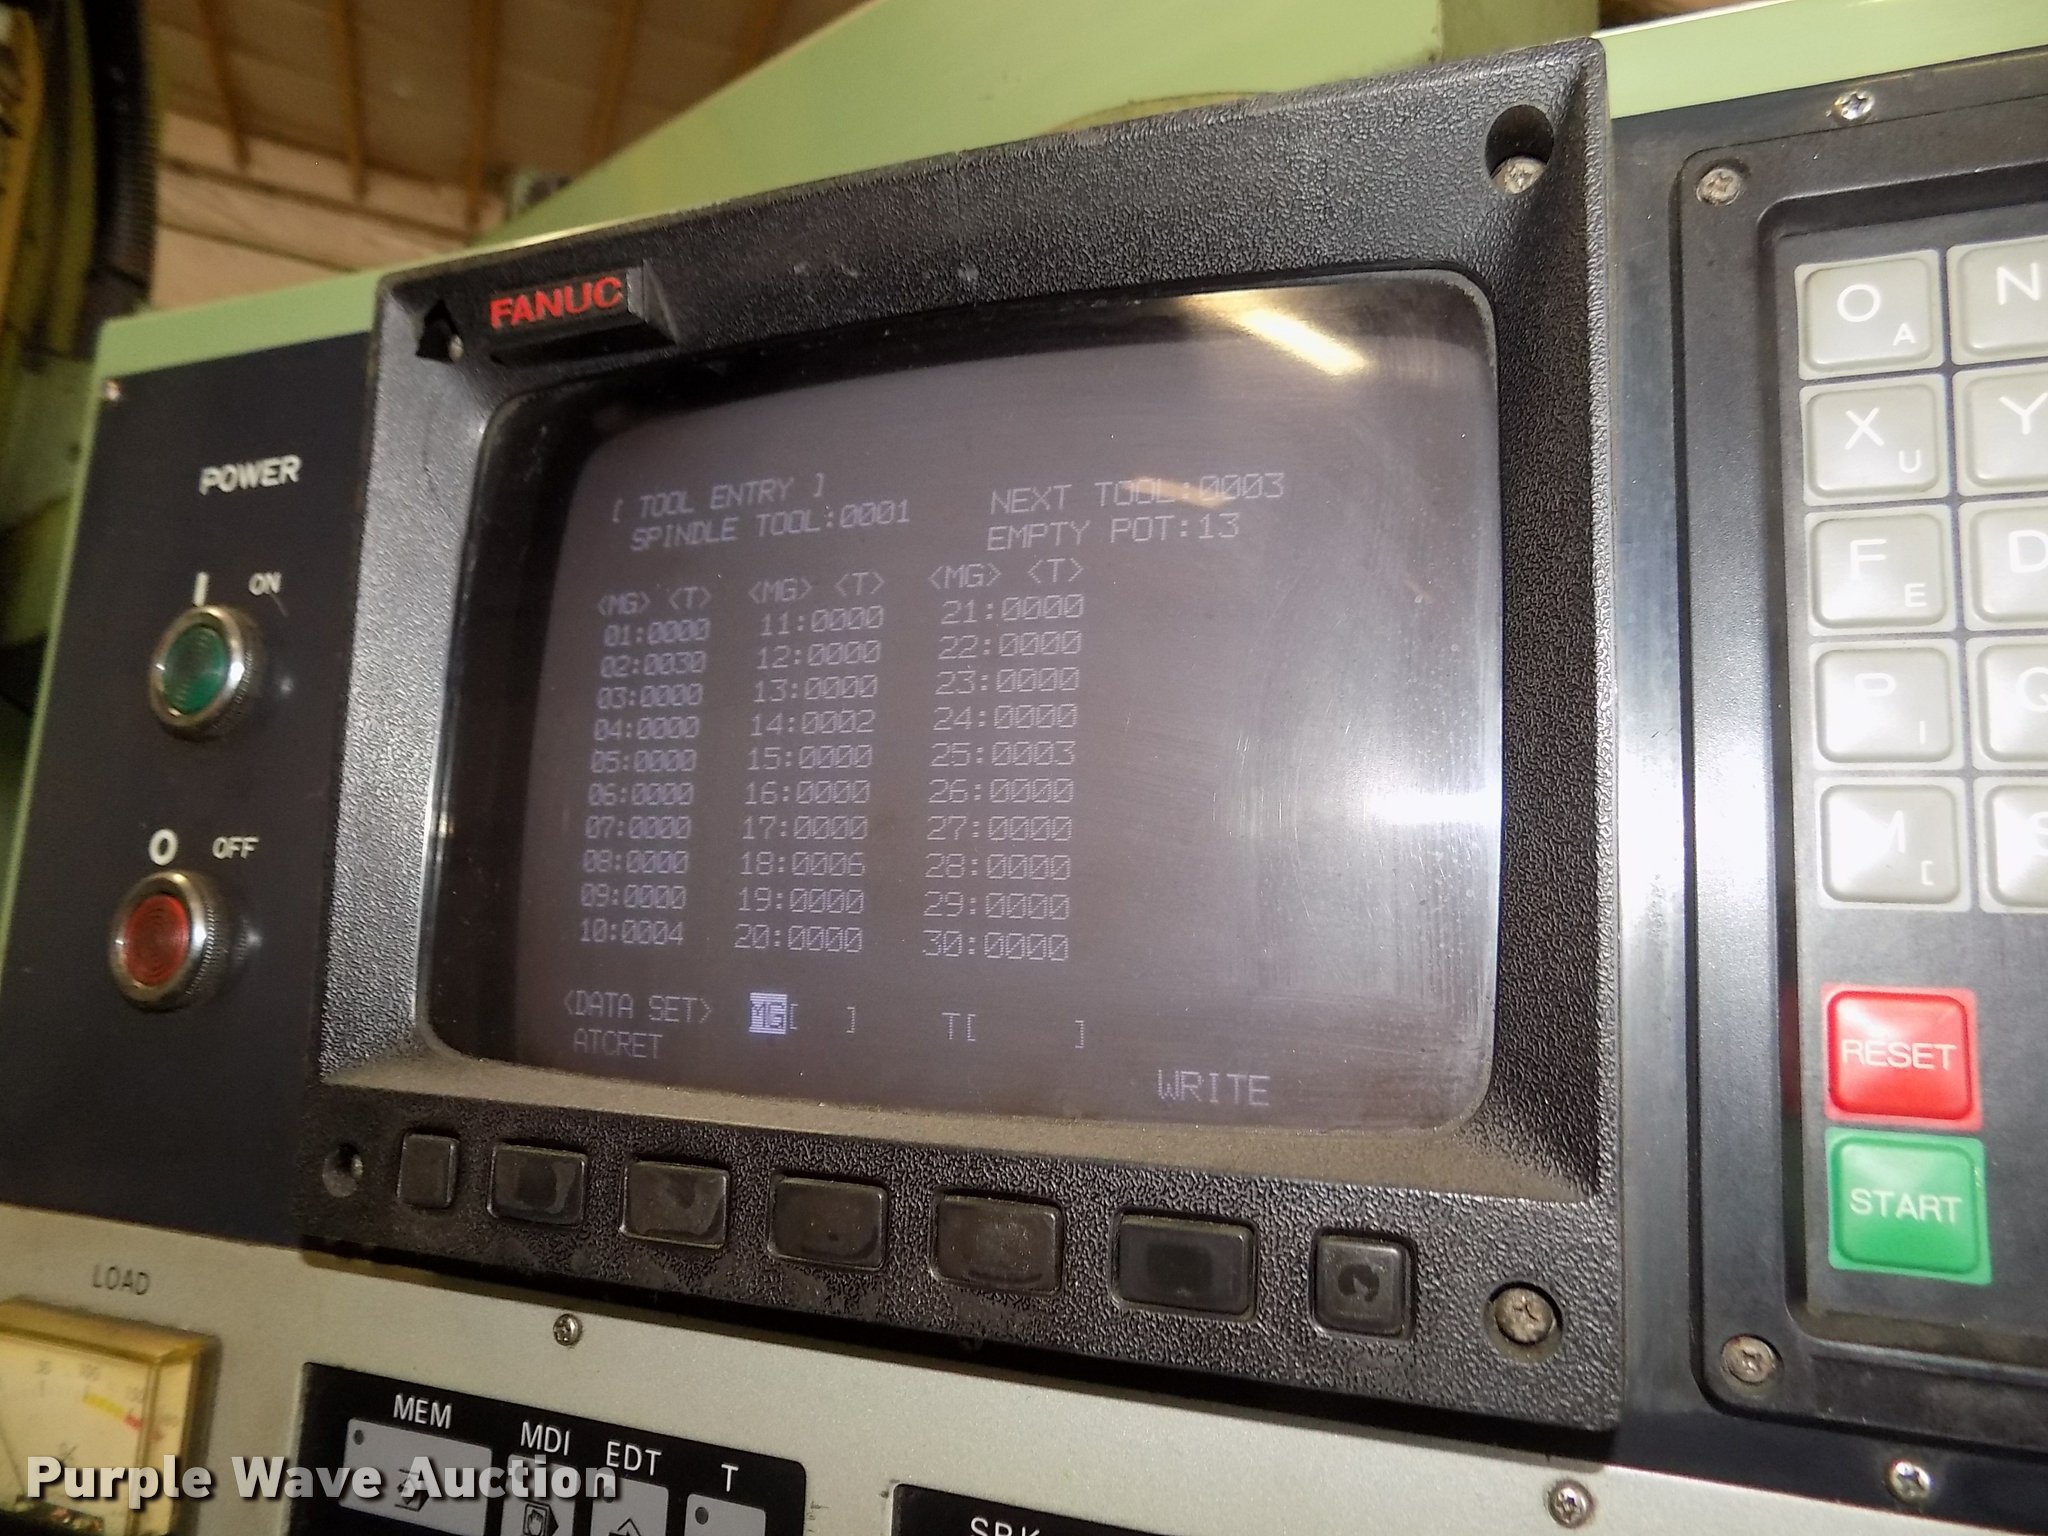 FANUC
POWER
ON
OFF
[ TOOL ENTRY ]
SPINDLE TOOL:0001 NEXT TOOL:0003
EMPTY POT:13
<MG> <T> <MG> <T> <MG> <T>
01:0000 11:0000 21:0000
02:0030 12:0000 22:0000
03:0000 13:0000 23:0000
04:0000 14:0002 24:0000
05:0000 15:0000 25:0003
06:0000 16:0000 26:0000
07:0000 17:0000 27:0000
08:0000 18:0006 28:0000
09:0000 19:0000 29:0000
10:0004 20:0000 30:0000
<DATA SET> MG[ ] T[ ]
ATCRET
WRITE
O A N
X U Y
F E D
P I Q
M [ S
RESET
START
LOAD
MEM MDI EDT T
SBK
Purple Wave Auction